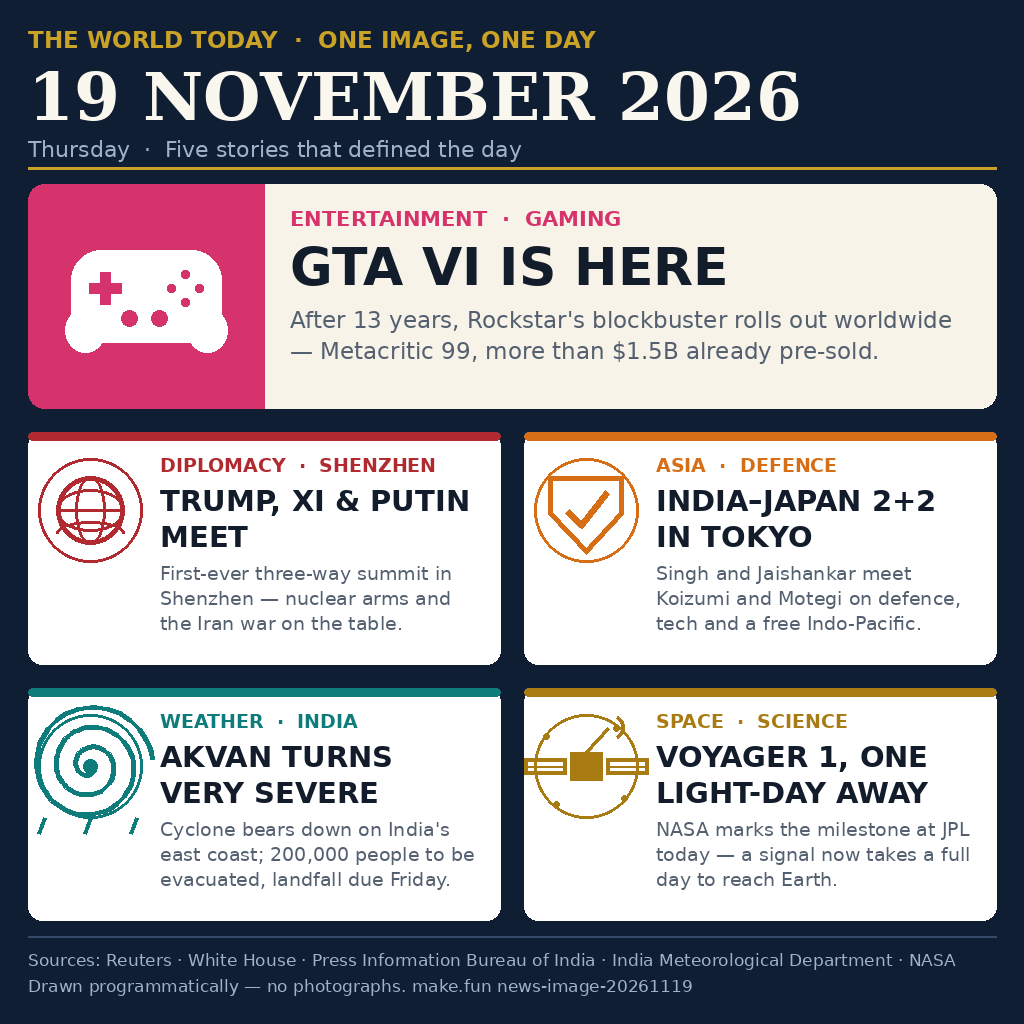 THE WORLD TODAY · ONE IMAGE, ONE DAY
19 NOVEMBER 2026
Thursday · Five stories that defined the day
ENTERTAINMENT · GAMING
GTA VI IS HERE
After 13 years, Rockstar's blockbuster rolls out worldwide
— Metacritic 99, more than $1.5B already pre-sold.
DIPLOMACY · SHENZHEN
TRUMP, XI & PUTIN
MEET
First-ever three-way summit in
Shenzhen — nuclear arms and
the Iran war on the table.
ASIA · DEFENCE
INDIA–JAPAN 2+2
IN TOKYO
Singh and Jaishankar meet
Koizumi and Motegi on defence,
tech and a free Indo-Pacific.
WEATHER · INDIA
AKVAN TURNS
VERY SEVERE
Cyclone bears down on India's
east coast; 200,000 people to be
evacuated, landfall due Friday.
SPACE · SCIENCE
VOYAGER 1, ONE
LIGHT-DAY AWAY
NASA marks the milestone at JPL
today — a signal now takes a full
day to reach Earth.
Sources: Reuters · White House · Press Information Bureau of India · India Meteorological Department · NASA
Drawn programmatically — no photographs. make.fun news-image-20261119